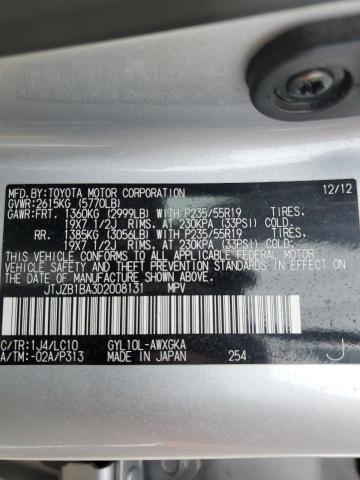 MFD.BY:TOYOTA MOTOR CORPORATION 12/12
GVWR:2615KG (5770LB)
GAWR:FRT. 1360KG (2999LB)WITH P235/55R19 TIRES.
19X7 1/2J RIMS. AT 230KPA (33PSI) COLD.
RR. 1385KG (3056LB)WITH P235/55R19 TIRES.
19X7 1/2J RIMS. AT 230KPA (33PSI) COLD.
THIS VEHICLE CONFORMS TO ALL APPLICABLE FEDERAL
MOTOR VEHICLE SAFETY STANDARDS IN EFFECT ON
THE DATE OF MANUFACTURE SHOWN ABOVE.
JTJZB1BA3D2008131 MPV
C/TR:1J4/LC10 GYL10L-AWXGKA
A/TM:-02A/P313 MADE IN JAPAN 254 J